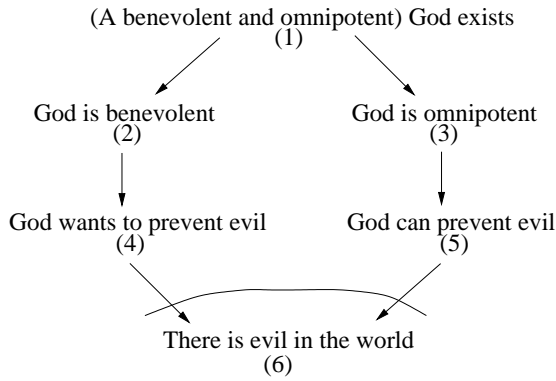 (A benevolent and omnipotent) God exists
(1)
God is benevolent
(2)
God is omnipotent
(3)
God wants to prevent evil
(4)
God can prevent evil
(5)
There is evil in the world
(6)